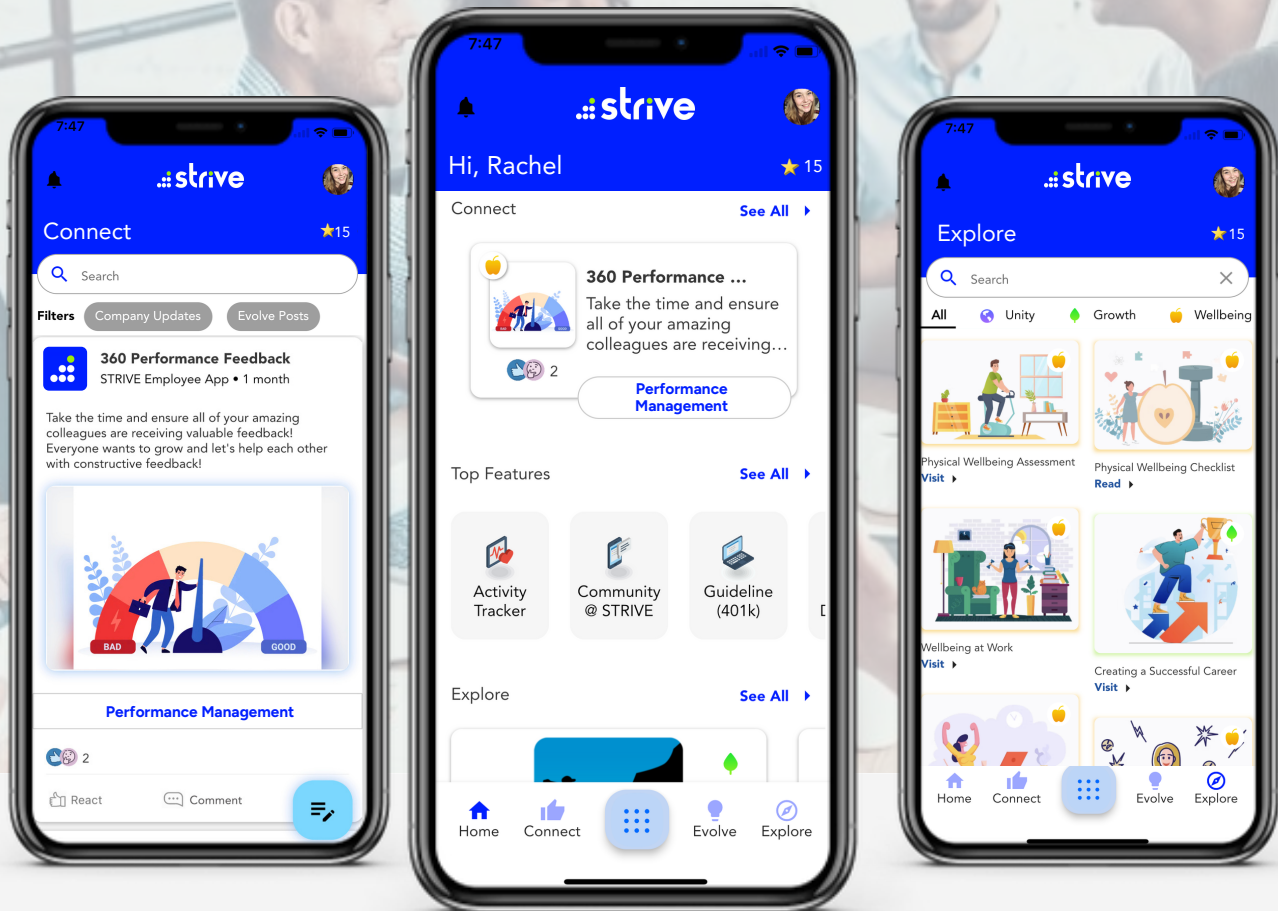 7:47
strive
Connect
15
Search
Filters
Company Updates
Evolve Posts
360 Performance Feedback
STRIVE Employee App • 1 month
Take the time and ensure all of your amazing
colleagues are receiving valuable feedback!
Everyone wants to grow and let's help each other
with constructive feedback!
BAD
GOOD
Performance Management
2
React
Comment
7:47
strive
Hi, Rachel
15
Connect
See All
360 Performance ...
Take the time and ensure
all of your amazing
colleagues are receiving...
BAD
GOOD
2
Performance
Management
Top Features
See All
Activity
Tracker
Community
@ STRIVE
Guideline
(401k)
Explore
See All
Home
Connect
Evolve
Explore
7:47
strive
Explore
15
Search
All
Unity
Growth
Wellbeing
Physical Wellbeing Assessment
Visit
Physical Wellbeing Checklist
Read
Wellbeing at Work
Visit
Creating a Successful Career
Visit
Home
Connect
Evolve
Explore